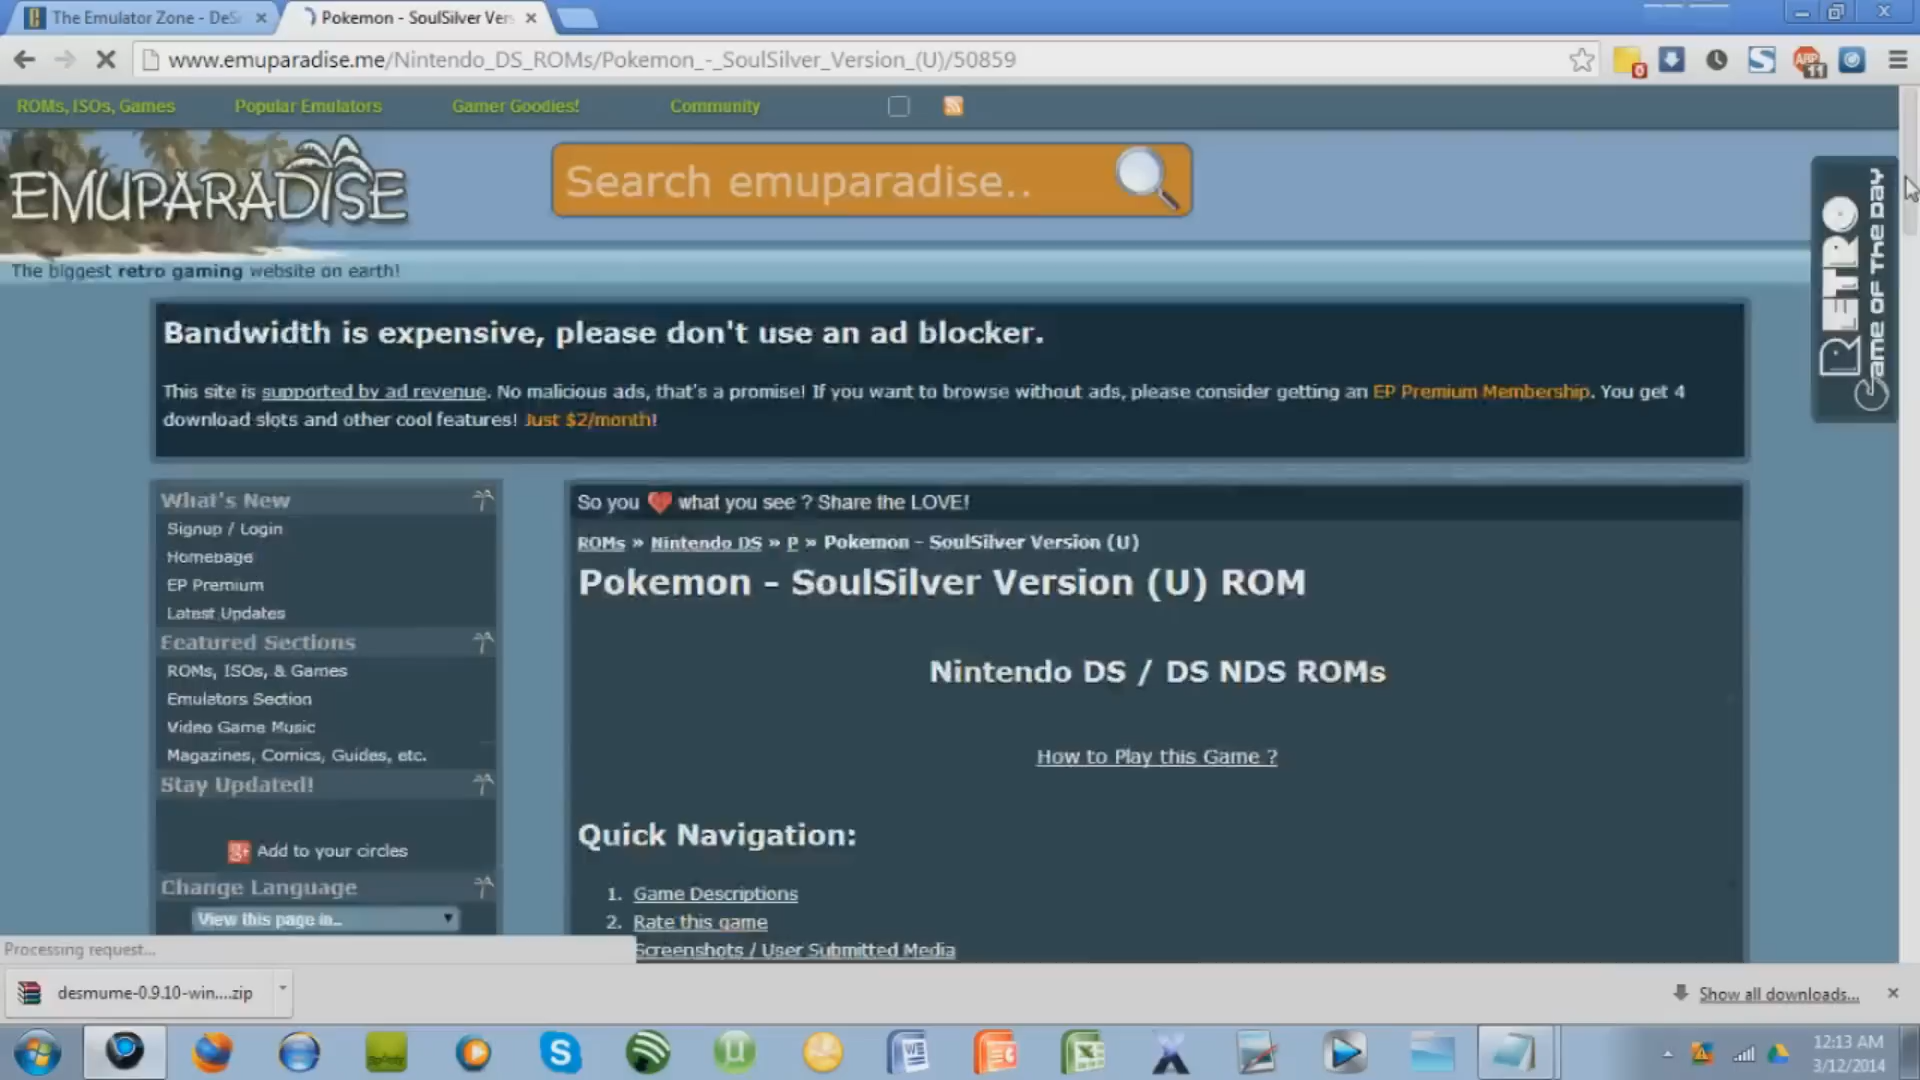 The Emulator Zone - DeS
Pokemon - SoulSilver Ver
www.emuparadise.me/Nintendo_DS_ROMs/Pokemon_-_SoulSilver_Version_(U)/50859
0
ABP
11
ROMs, ISOs, Games
Popular Emulators
Gamer Goodies!
Community
EMUPARADISE
Search emuparadise..
The biggest retro gaming website on earth!
RETRO
Game OF THE DAY
Bandwidth is expensive, please don't use an ad blocker.
This site is supported by ad revenue. No malicious ads, that's a promise! If you want to browse without ads, please consider getting an EP Premium Membership. You get 4
download slots and other cool features! Just $2/month!
What's New
Signup / Login
Homepage
EP Premium
Latest Updates
Featured Sections
ROMs, ISOs, & Games
Emulators Section
Video Game Music
Magazines, Comics, Guides, etc.
Stay Updated!
Add to your circles
Change Language
View this page in...
So you what you see ? Share the LOVE!
ROMs » Nintendo DS » P » Pokemon - SoulSilver Version (U)
Pokemon - SoulSilver Version (U) ROM
Nintendo DS / DS NDS ROMs
How to Play this Game ?
Quick Navigation:
1. Game Descriptions
2. Rate this game
Screenshots / User Submitted Media
Processing request...
desmume-0.9.10-win....zip
Show all downloads...
12:13 AM
3/12/2014